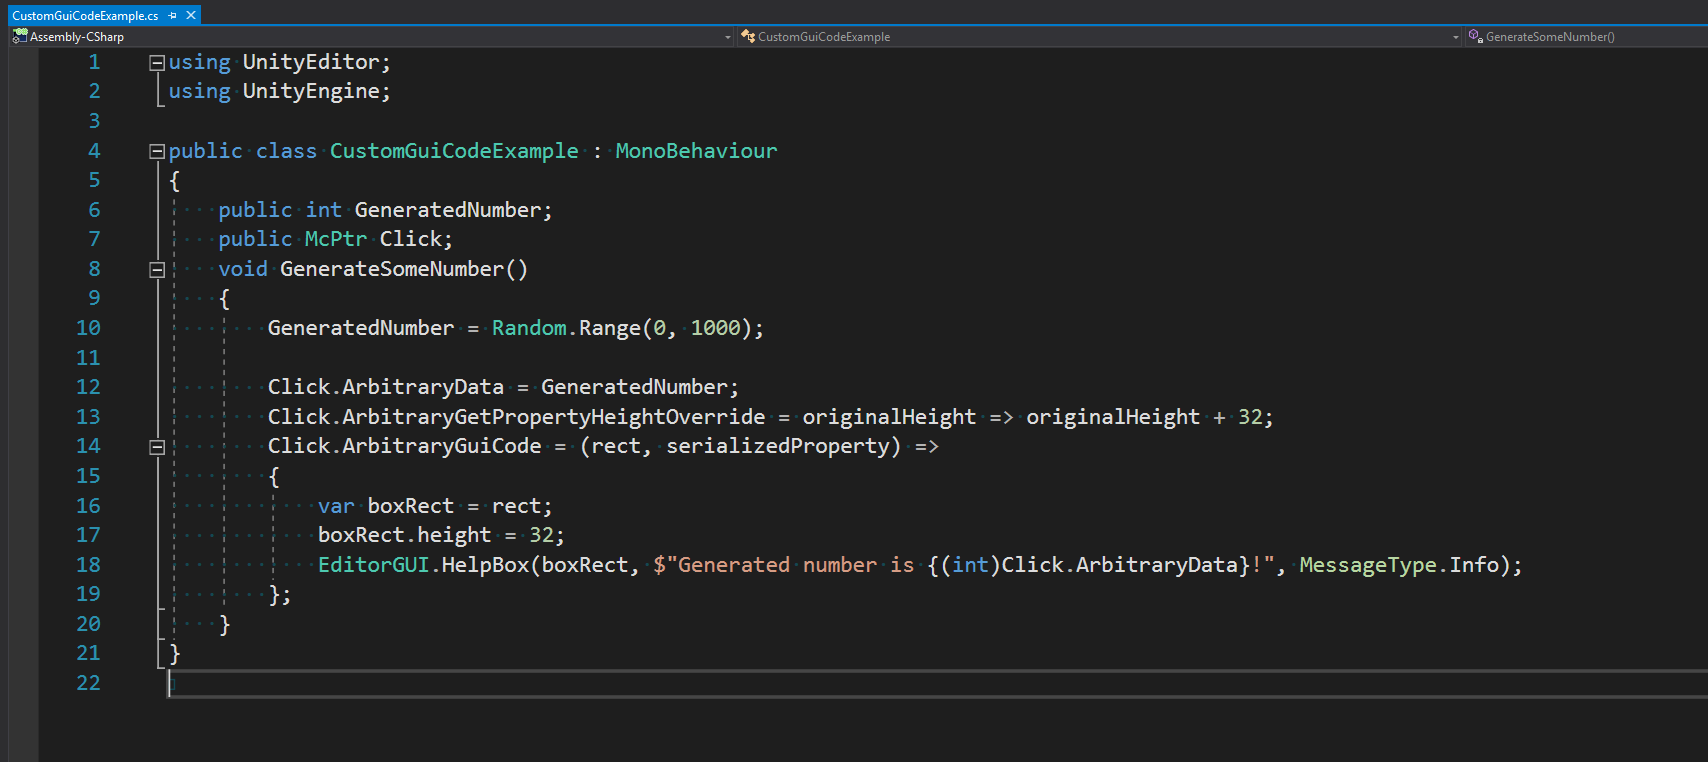 CustomGuiCodeExample.cs
Assembly-CSharp CustomGuiCodeExample GenerateSomeNumber()
1 using UnityEditor;
2 using UnityEngine;
3
4 public class CustomGuiCodeExample : MonoBehaviour
5 {
6     public int GeneratedNumber;
7     public McPtr Click;
8     void GenerateSomeNumber()
9     {
10         GeneratedNumber = Random.Range(0, 1000);
11
12         Click.ArbitraryData = GeneratedNumber;
13         Click.ArbitraryGetPropertyHeightOverride = originalHeight => originalHeight + 32;
14         Click.ArbitraryGuiCode = (rect, serializedProperty) =>
15         {
16             var boxRect = rect;
17             boxRect.height = 32;
18             EditorGUI.HelpBox(boxRect, $"Generated number is {(int)Click.ArbitraryData}!", MessageType.Info);
19         };
20     }
21 }
22